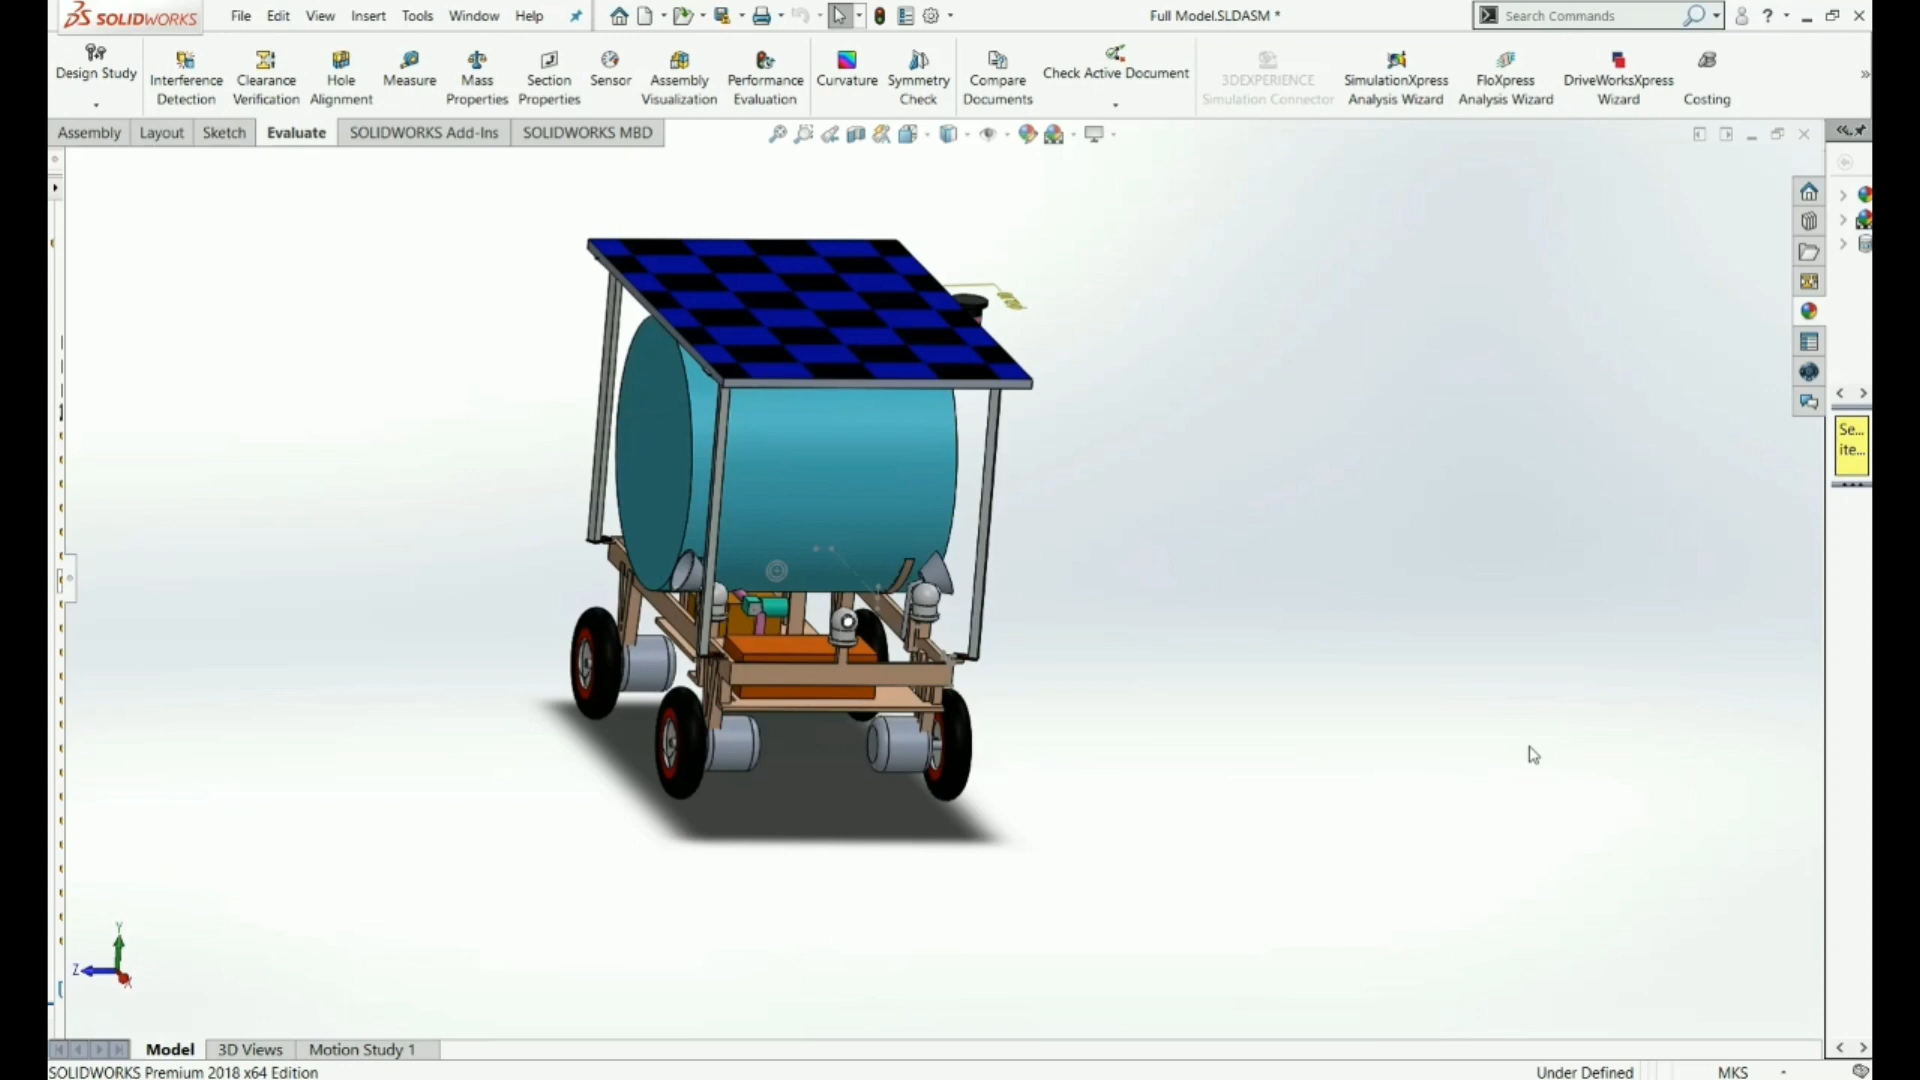 SOLIDWORKS File Edit View Insert Tools Window Help Full Model.SLDASM * Search Commands ?
Design Study
Interference Detection
Clearance Verification
Hole Alignment
Measure
Mass Properties
Section Properties
Sensor
Assembly Visualization
Performance Evaluation
Curvature
Symmetry Check
Compare Documents
Check Active Document
3DEXPERIENCE Simulation Connector
SimulationXpress Analysis Wizard
FloXpress Analysis Wizard
DriveWorksXpress Wizard
Costing
Assembly Layout Sketch Evaluate SOLIDWORKS Add-Ins SOLIDWORKS MBD
Se...
ite...
Y
Z
X
Model 3D Views Motion Study 1
SOLIDWORKS Premium 2018 x64 Edition Under Defined MKS